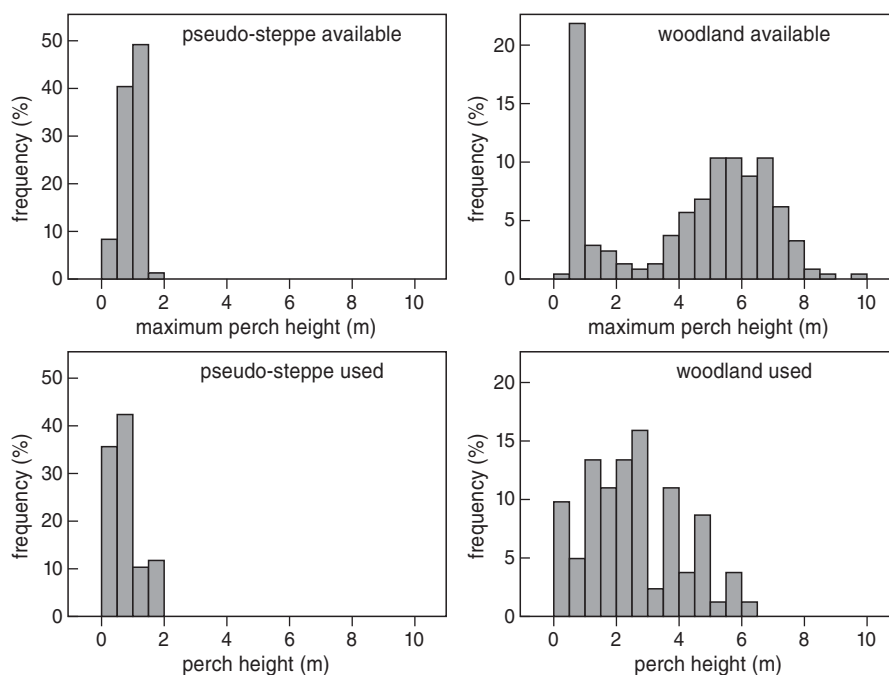 pseudo-steppe available
frequency (%)
50
40
30
20
10
0
0 2 4 6 8 10
maximum perch height (m)
woodland available
frequency (%)
20
15
10
5
0
0 2 4 6 8 10
maximum perch height (m)
pseudo-steppe used
frequency (%)
50
40
30
20
10
0
0 2 4 6 8 10
perch height (m)
woodland used
frequency (%)
20
15
10
5
0
0 2 4 6 8 10
perch height (m)